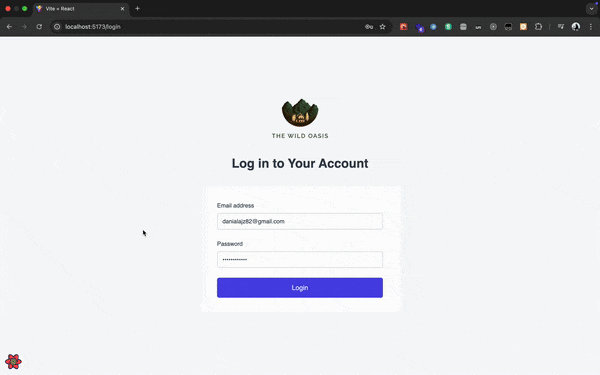 Vite + React
localhost:5173/login
THE WILD OASIS
Log in to Your Account
Email address
danialajz82@gmail.com
Password
Login